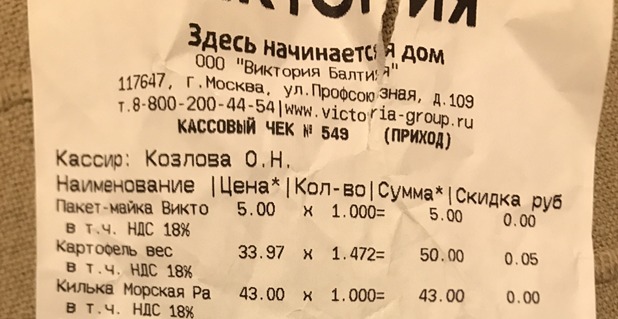 ВИКТОРИЯ
Здесь начинается дом
ООО "Виктория Балтия"
117647, г.Москва, ул.Профсоюзная, д.109
т.8-800-200-44-54|www.victoria-group.ru
КАССОВЫЙ ЧЕК № 549 (ПРИХОД)
Кассир: Козлова О.Н.
Наименование |Цена*|Кол-во|Сумма*|Скидка руб
Пакет-майка Викто 5.00 x 1.000= 5.00 0.00
в т.ч. НДС 18%
Картофель вес 33.97 x 1.472= 50.00 0.05
в т.ч. НДС 18%
Килька Морская Ра 43.00 x 1.000= 43.00 0.00
в т.ч. НДС 18%